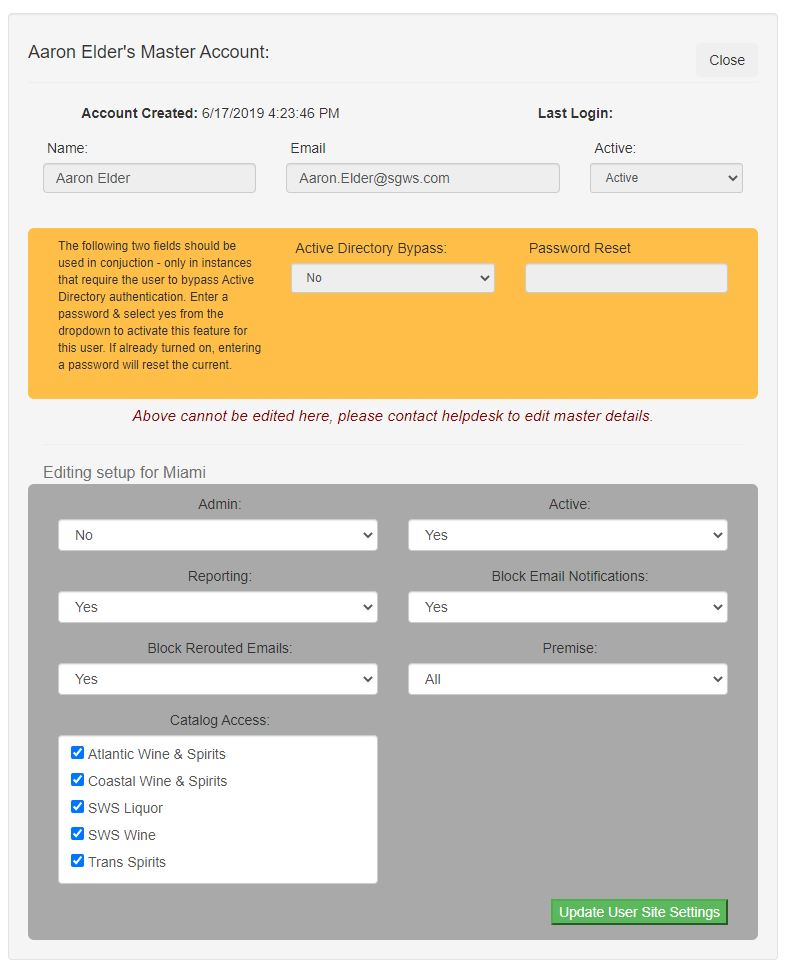 Aaron Elder's Master Account:
Close
Account Created: 6/17/2019 4:23:46 PM
Last Login:
Name:
Email
Active:
Aaron Elder
Aaron.Elder@sgws.com
Active
The following two fields should be
used in conjuction - only in instances
that require the user to bypass Active
Directory authentication. Enter a
password & select yes from the
dropdown to activate this feature for
this user. If already turned on, entering
a password will reset the current.
Active Directory Bypass:
No
Password Reset
Above cannot be edited here, please contact helpdesk to edit master details.
Editing setup for Miami
Admin:
Active:
No
Yes
Reporting:
Block Email Notifications:
Yes
Yes
Block Rerouted Emails:
Premise:
Yes
All
Catalog Access:
Atlantic Wine & Spirits
Coastal Wine & Spirits
SWS Liquor
SWS Wine
Trans Spirits
Update User Site Settings